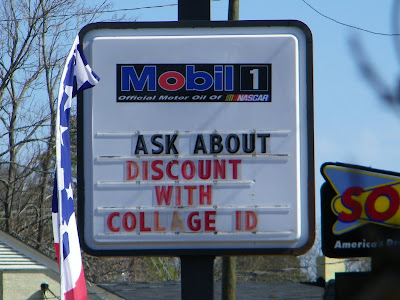 Mobil 1
Official Motor Oil Of NASCAR
ASK ABOUT
DISCOUNT
WITH
COLLAGE ID
SO
America's